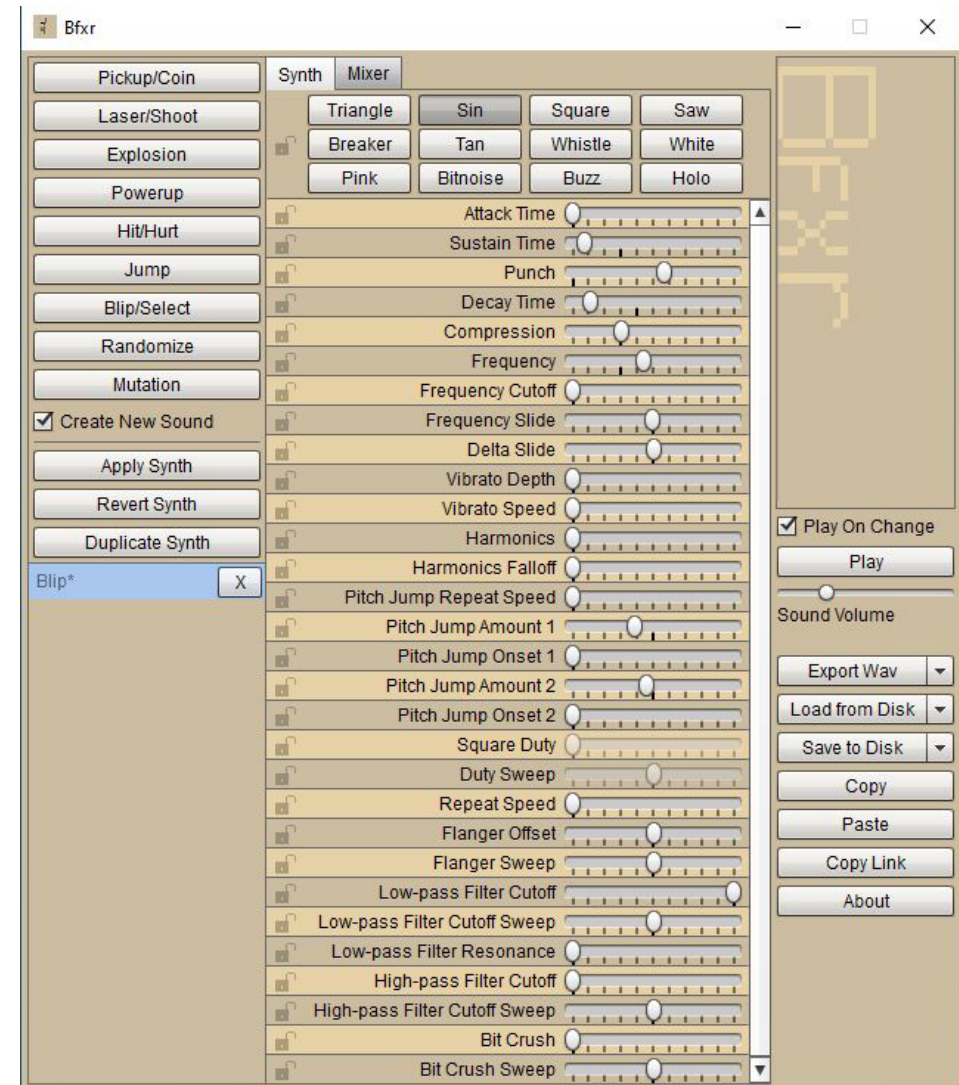 Bfxr
Pickup/Coin
Laser/Shoot
Explosion
Powerup
Hit/Hurt
Jump
Blip/Select
Randomize
Mutation
Create New Sound
Apply Synth
Revert Synth
Duplicate Synth
Blip* X
Synth Mixer
Triangle Sin Square Saw
Breaker Tan Whistle White
Pink Bitnoise Buzz Holo
Attack Time
Sustain Time
Punch
Decay Time
Compression
Frequency
Frequency Cutoff
Frequency Slide
Delta Slide
Vibrato Depth
Vibrato Speed
Harmonics
Harmonics Falloff
Pitch Jump Repeat Speed
Pitch Jump Amount 1
Pitch Jump Onset 1
Pitch Jump Amount 2
Pitch Jump Onset 2
Square Duty
Duty Sweep
Repeat Speed
Flanger Offset
Flanger Sweep
Low-pass Filter Cutoff
Low-pass Filter Cutoff Sweep
Low-pass Filter Resonance
High-pass Filter Cutoff
High-pass Filter Cutoff Sweep
Bit Crush
Bit Crush Sweep
Bfxr
Play On Change
Play
Sound Volume
Export Wav
Load from Disk
Save to Disk
Copy
Paste
Copy Link
About